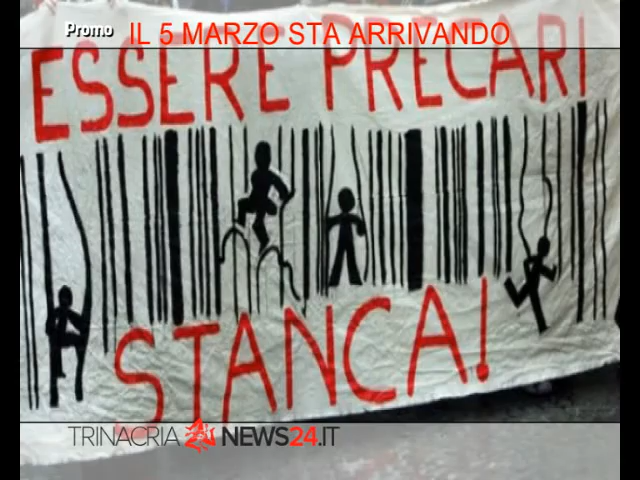 Promo
IL 5 MARZO STA ARRIVANDO
ESSERE PRECARI
STANCA!
TRINACRIA NEWS24.IT